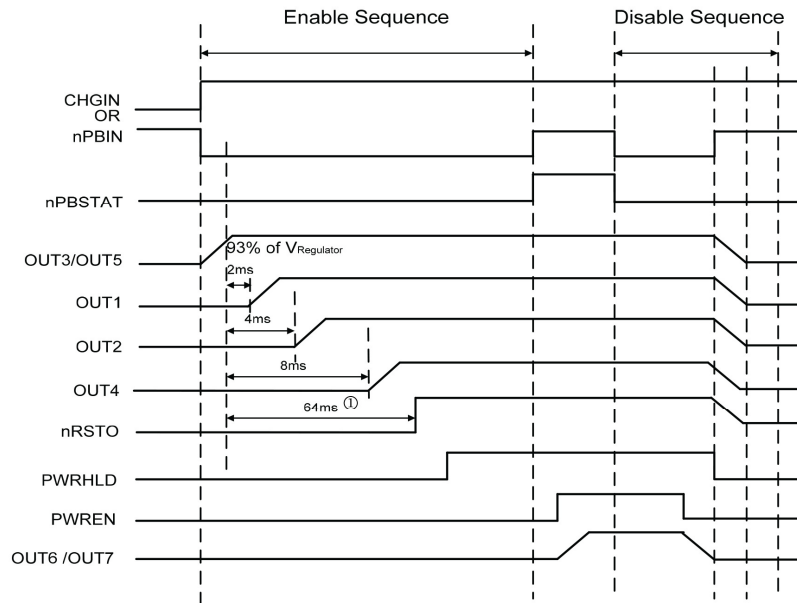 Enable Sequence
Disable Sequence
CHGIN
OR
nPBIN
nPBSTAT
93% of VRegulator
OUT3/OUT5
2ms
OUT1
4ms
OUT2
8ms
OUT4
64ms ①
nRSTO
PWRHLD
PWREN
OUT6 /OUT7